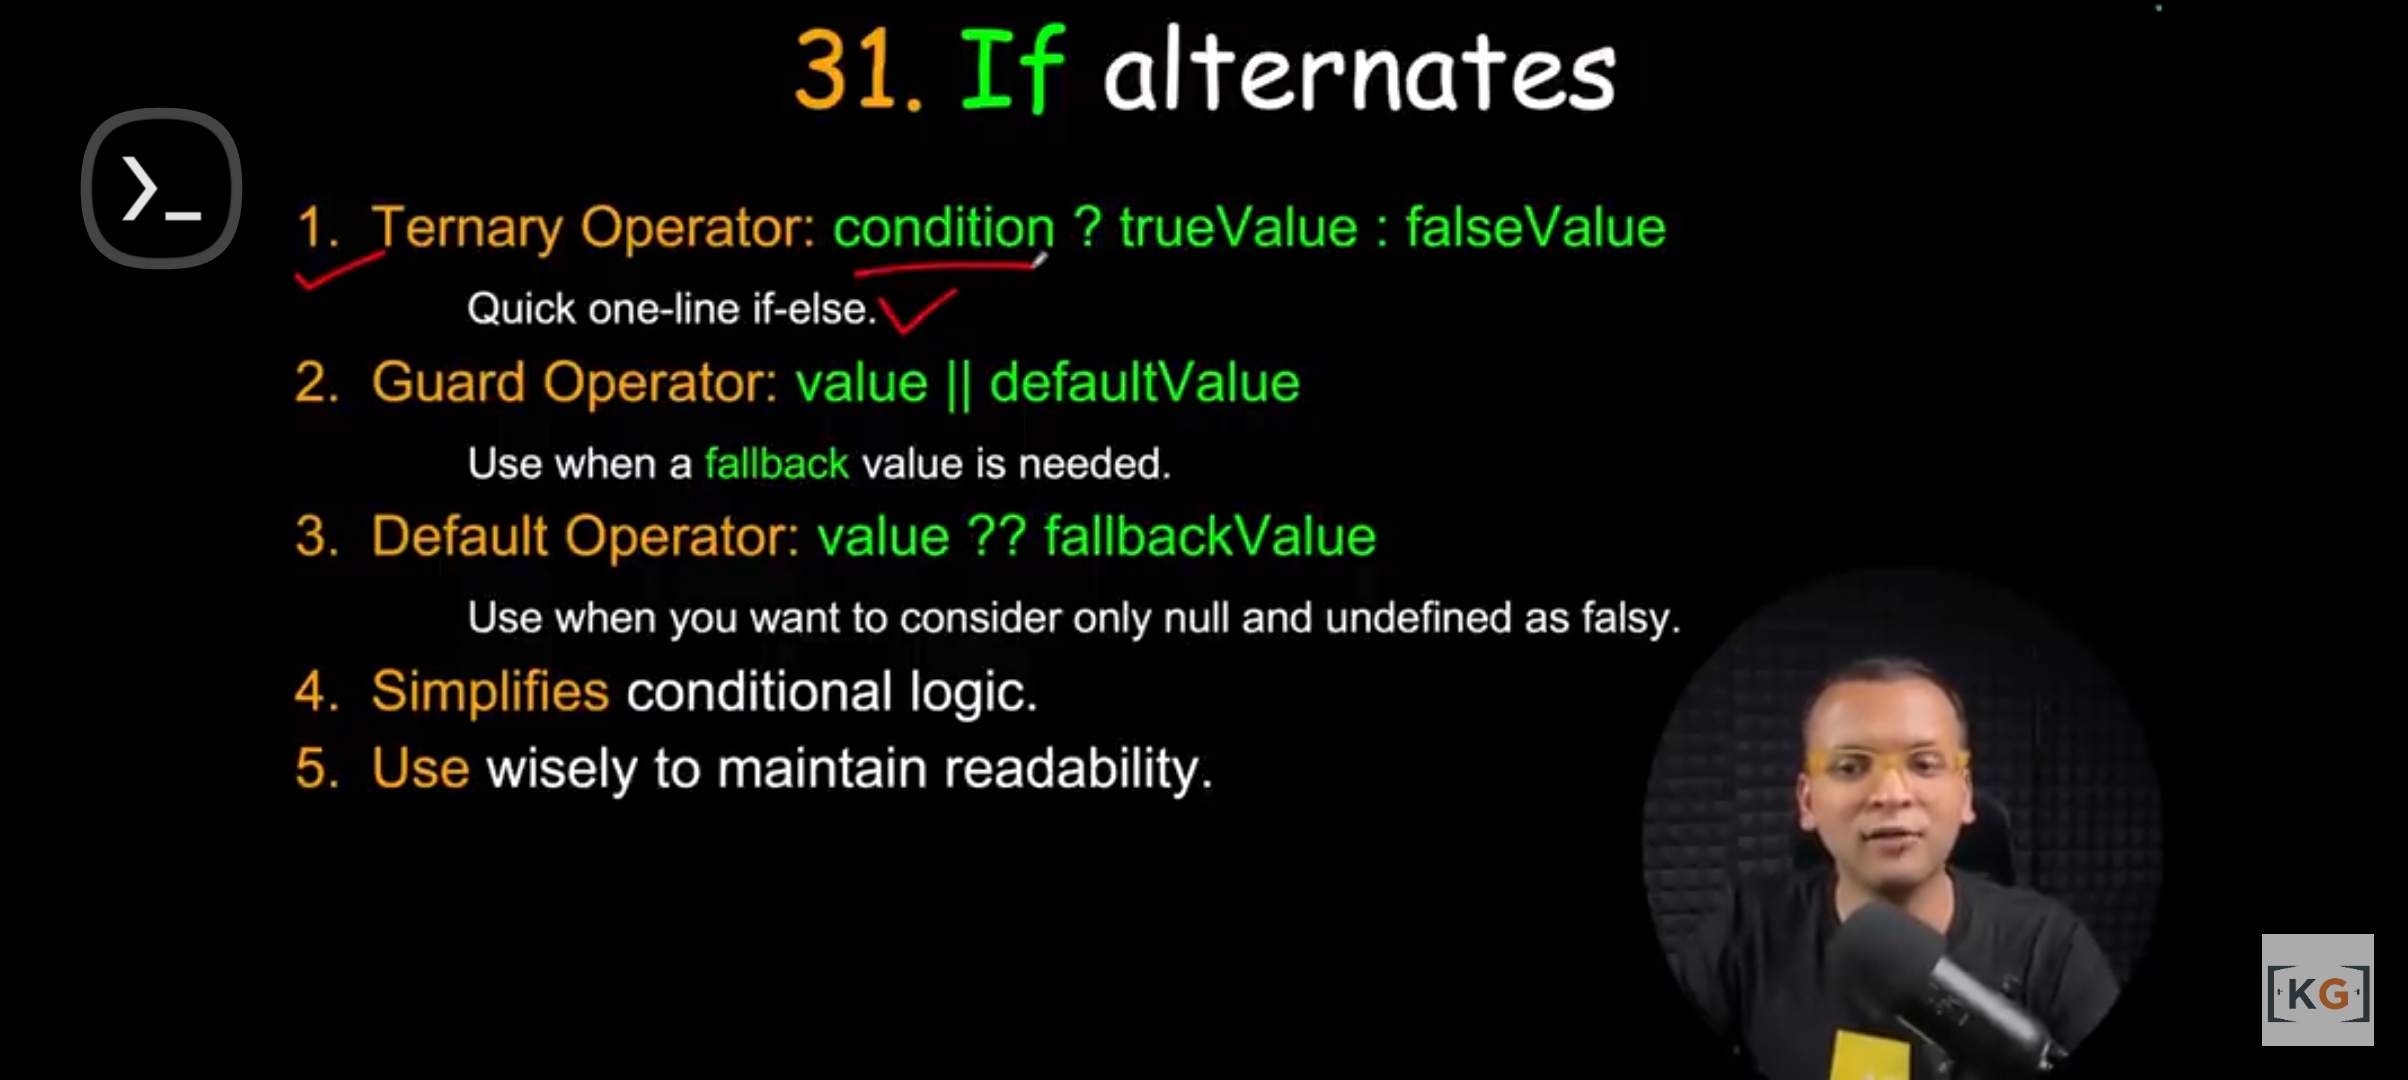 31. If alternates
1. Ternary Operator: condition ? trueValue : falseValue
Quick one-line if-else.
2. Guard Operator: value || defaultValue
Use when a fallback value is needed.
3. Default Operator: value ?? fallbackValue
Use when you want to consider only null and undefined as falsy.
4. Simplifies conditional logic.
5. Use wisely to maintain readability.
KG